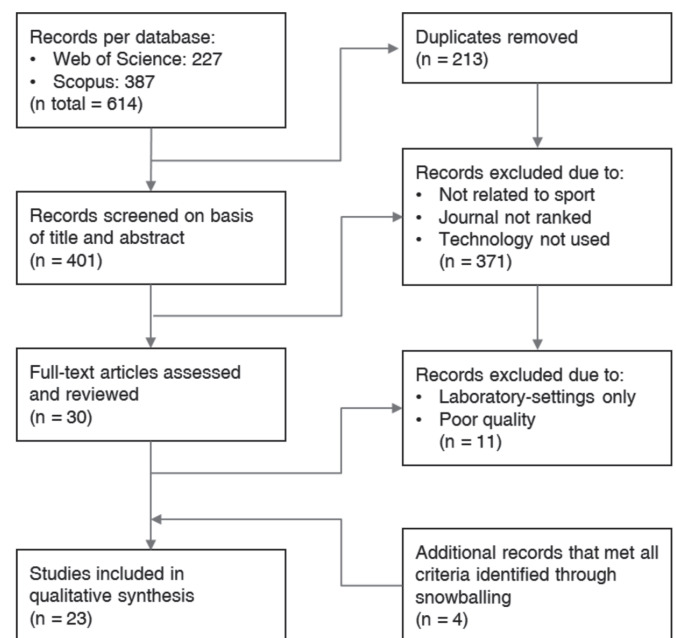 Records per database:
• Web of Science: 227
• Scopus: 387
(n total = 614)
Duplicates removed
(n = 213)
Records screened on basis
of title and abstract
(n = 401)
Records excluded due to:
• Not related to sport
• Journal not ranked
• Technology not used
(n = 371)
Full-text articles assessed
and reviewed
(n = 30)
Records excluded due to:
• Laboratory-settings only
• Poor quality
(n = 11)
Studies included in
qualitative synthesis
(n = 23)
Additional records that met all
criteria identified through
snowballing
(n = 4)